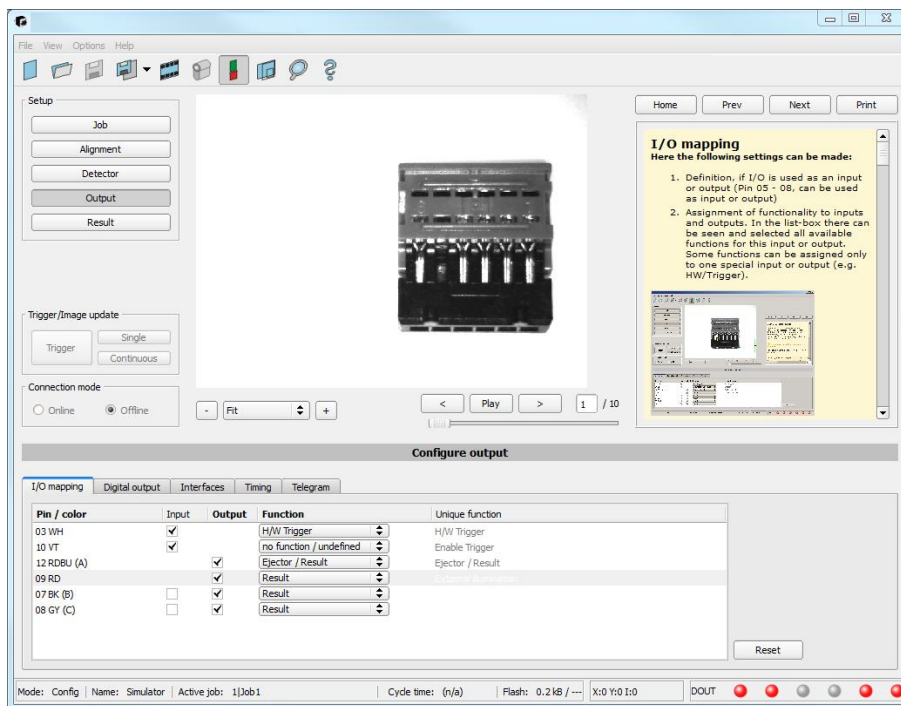 File View Options Help
Setup
Job
Alignment
Detector
Output
Result
Trigger/Image update
Trigger
Single
Continuous
Connection mode
Online Offline
- Fit +
< Play > 1 / 10
Home Prev Next Print
I/O mapping
Here the following settings can be made:
1. Definition, if I/O is used as an input
or output (Pin 05 - 08, can be used
as input or output)
2. Assignment of functionality to inputs
and outputs. In the list-box there can
be seen and selected all available
functions for this input or output.
Some functions can be assigned only
to one special input or output (e.g.
HW/Trigger).
Configure output
I/O mapping Digital output Interfaces Timing Telegram
Pin / color Input Output Function Unique function
03 WH H/W Trigger H/W Trigger
10 VT no function / undefined Enable Trigger
12 RDBU (A) Ejector / Result Ejector / Result
09 RD Result External illumination
07 BK (B) Result
08 GY (C) Result
Reset
Mode: Config Name: Simulator Active job: 1|Job1 Cycle time: (n/a) Flash: 0.2 kB / --- X:0 Y:0 I:0 DOUT